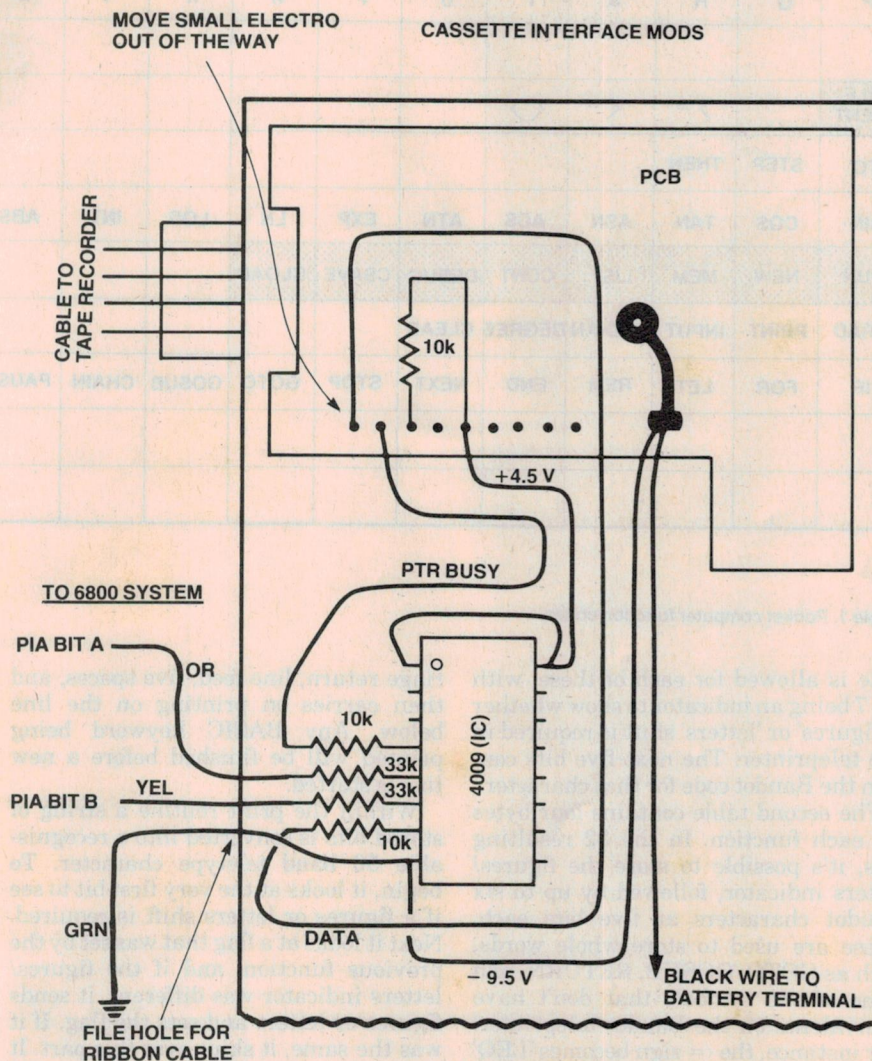 MOVE SMALL ELECTRO
OUT OF THE WAY
CASSETTE INTERFACE MODS
PCB
CABLE TO
TAPE RECORDER
10k
+4.5 V
PTR BUSY
TO 6800 SYSTEM
PIA BIT A
OR
10k
33k
33k
10k
4009 (IC)
PIA BIT B
YEL
GRN
DATA
– 9.5 V
BLACK WIRE TO
BATTERY TERMINAL
FILE HOLE FOR
RIBBON CABLE